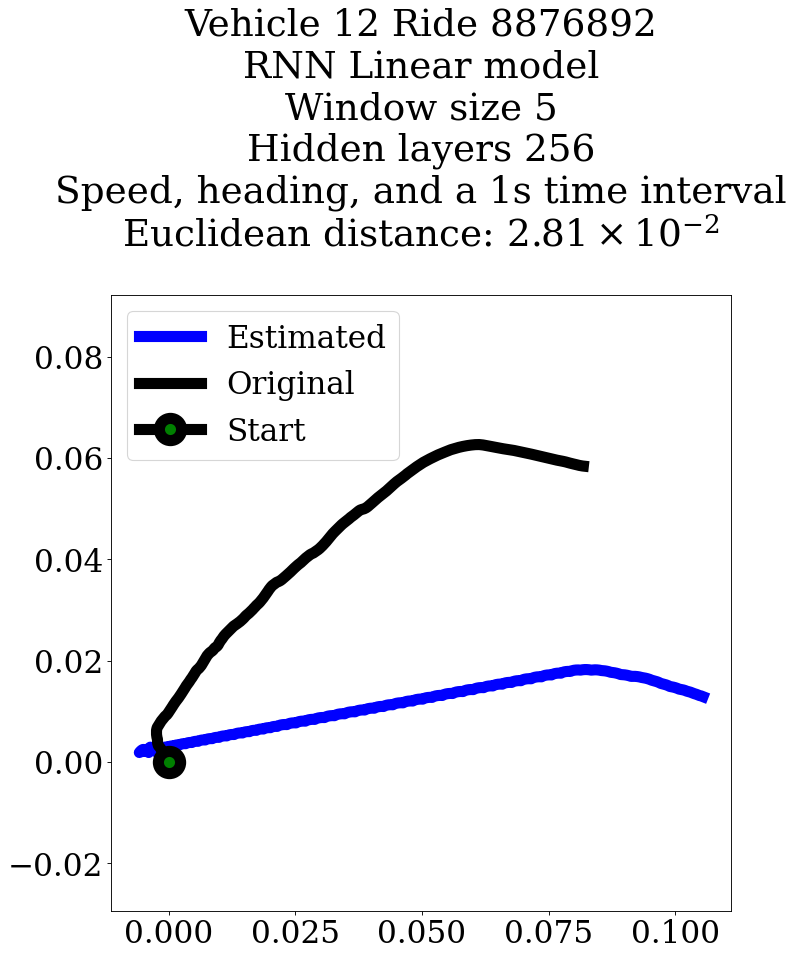 Vehicle 12 Ride 8876892
RNN Linear model
Window size 5
Hidden layers 256
Speed, heading, and a 1s time interval
Euclidean distance: 2.81 × 10⁻²
Estimated
Original
Start
0.08
0.06
0.04
0.02
0.00
−0.02
0.000 0.025 0.050 0.075 0.100